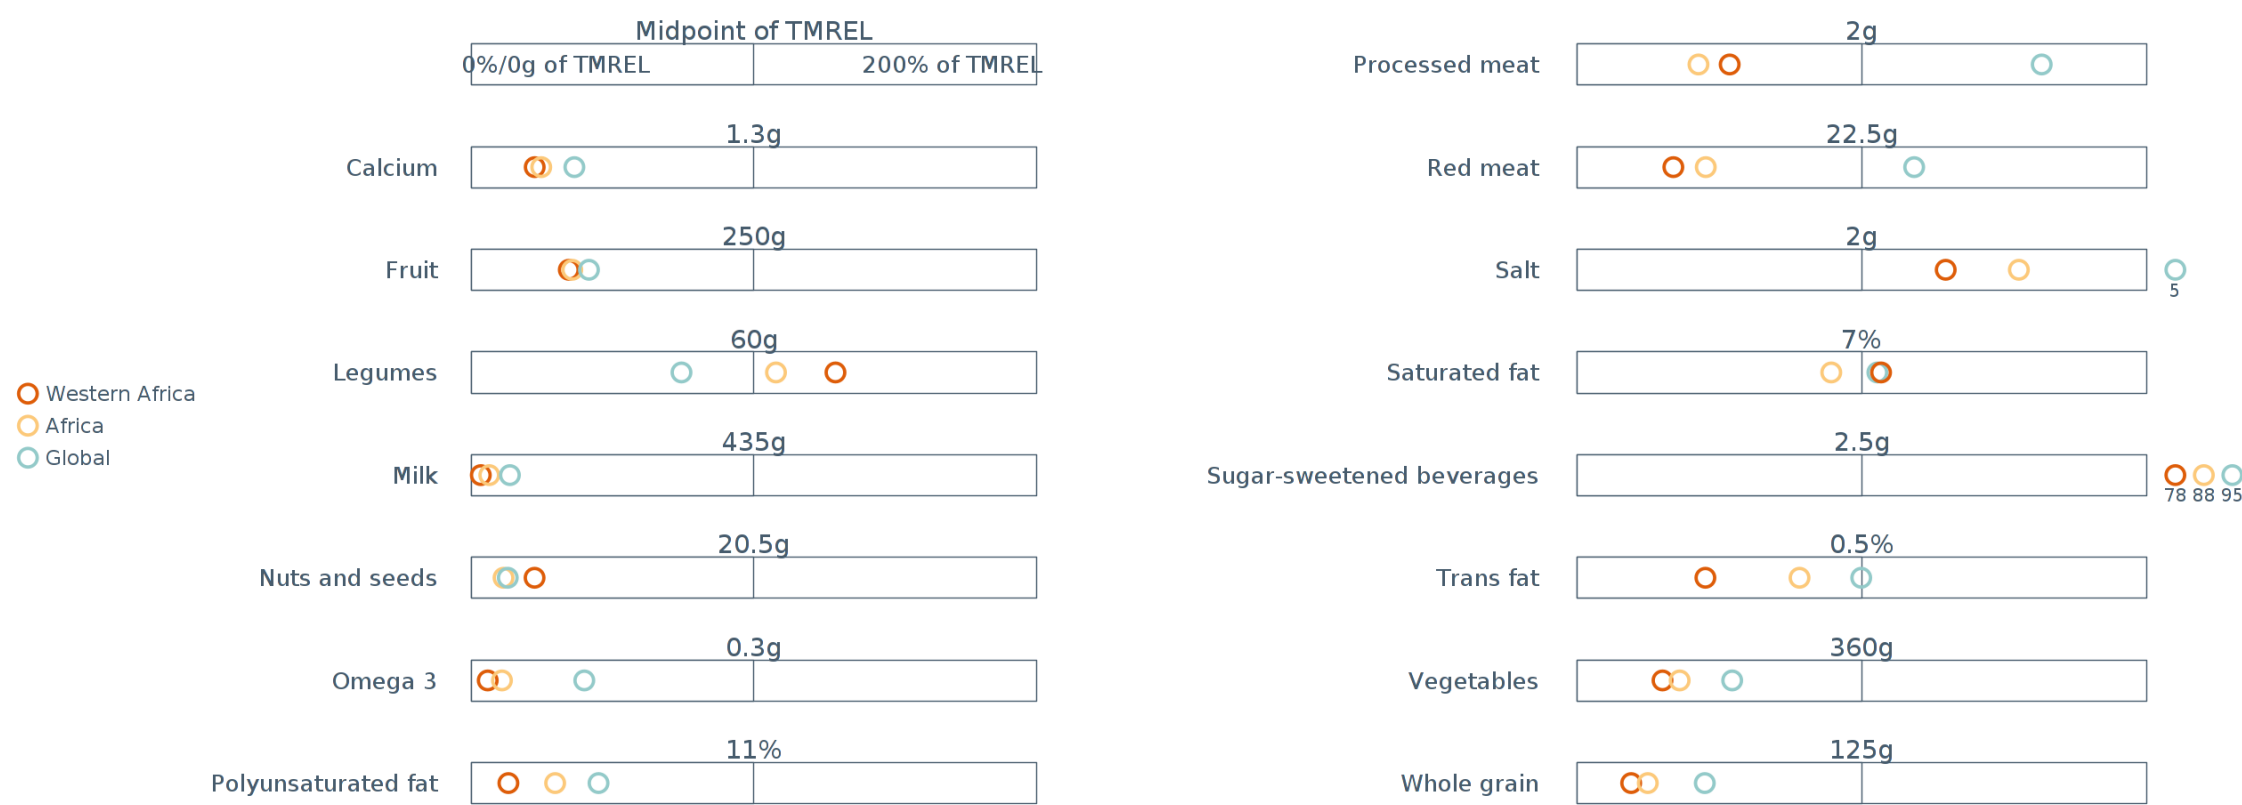 Midpoint of TMREL
0%/0g of TMREL
200% of TMREL
Calcium
1.3g
Fruit
250g
Legumes
60g
Milk
435g
Nuts and seeds
20.5g
Omega 3
0.3g
Polyunsaturated fat
11%
Western Africa
Africa
Global
Processed meat
2g
Red meat
22.5g
Salt
2g
5
Saturated fat
7%
Sugar-sweetened beverages
2.5g
78 88 95
Trans fat
0.5%
Vegetables
360g
Whole grain
125g